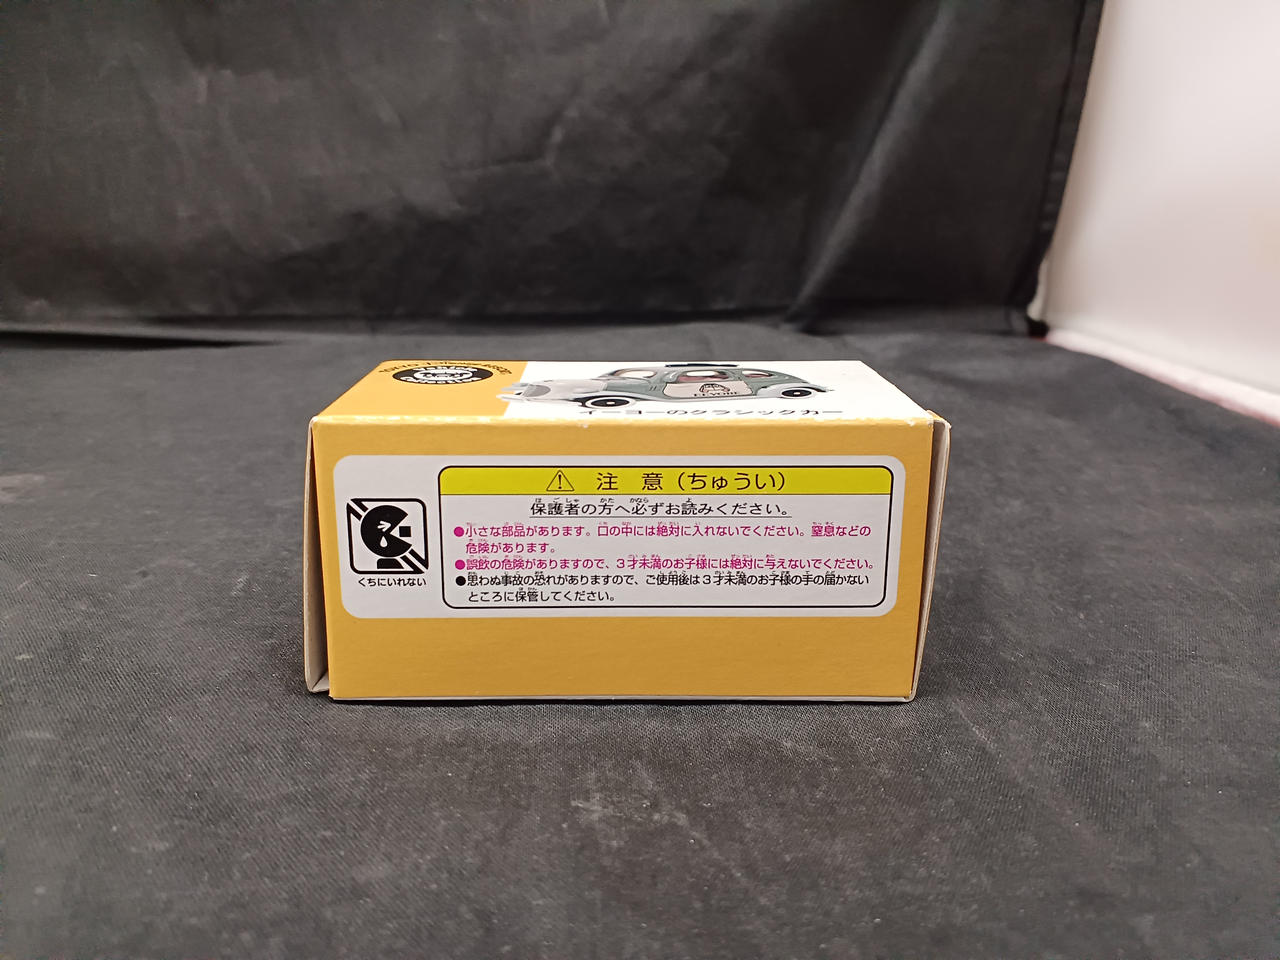 Tokyo Disney RESORT
Vehicle
Collection
EEYORE
イーヨーのクラシックカー
注 意(ちゅうい)
保護者の方へ必ずお読みください。
●小さな部品があります。口の中には絶対に入れないでください。窒息などの
危険があります。
●誤飲の危険がありますので、3才未満のお子様には絶対に与えないでください。
●思わぬ事故の恐れがありますので、ご使用後は3才未満のお子様の手の届かない
ところに保管してください。
くちにいれない